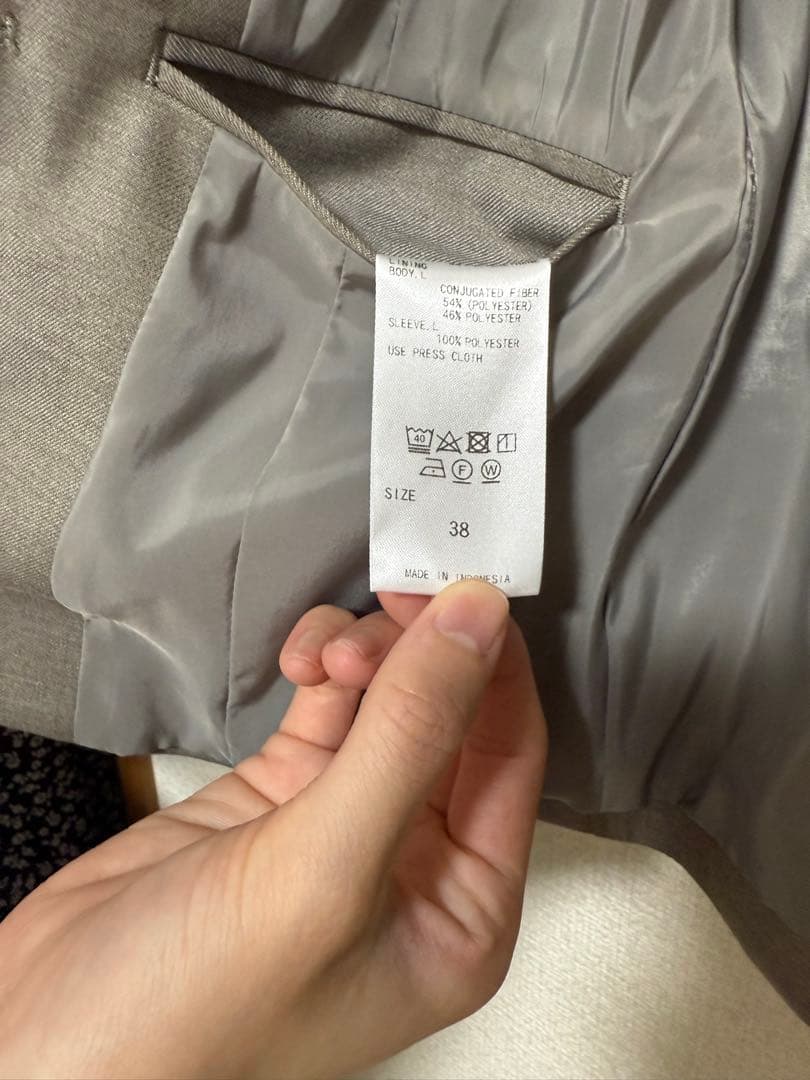 LINING
BODY.L
CONJUGATED FIBER
54% (POLYESTER)
46% POLYESTER
SLEEVE.L
100% POLYESTER
USE PRESS CLOTH
40
F W
SIZE
38
MADE IN INDONESIA